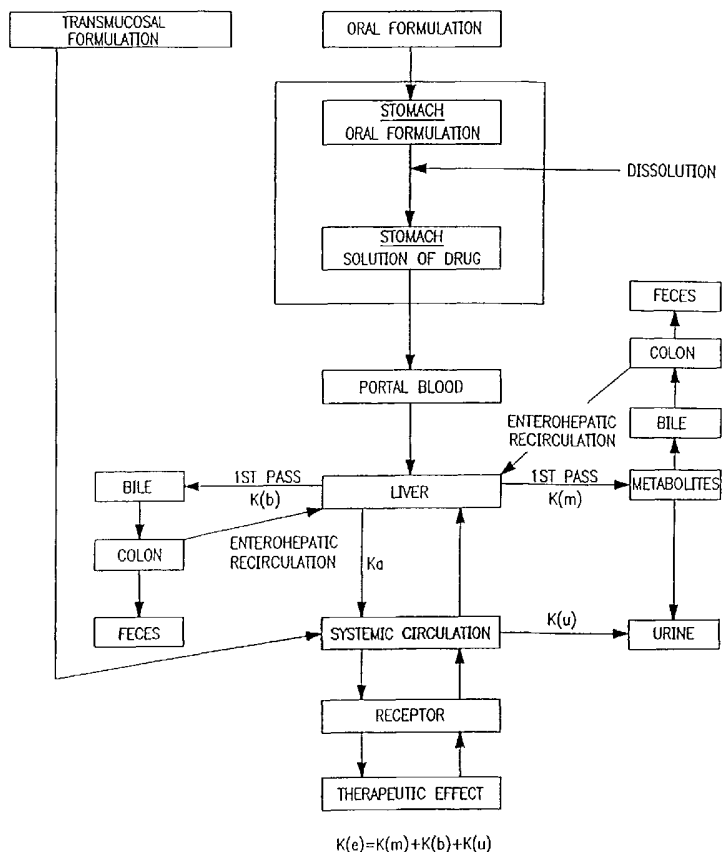 TRANSMUCOSAL
FORMULATION
ORAL FORMULATION
STOMACH
ORAL FORMULATION
DISSOLUTION
STOMACH
SOLUTION OF DRUG
FECES
COLON
PORTAL BLOOD
ENTEROHEPATIC
RECIRCULATION
BILE
BILE
1ST PASS
K(b)
LIVER
1ST PASS
K(m)
METABOLITES
COLON
ENTEROHEPATIC
RECIRCULATION
Ka
FECES
SYSTEMIC CIRCULATION
K(u)
URINE
RECEPTOR
THERAPEUTIC EFFECT
K(e)=K(m)+K(b)+K(u)